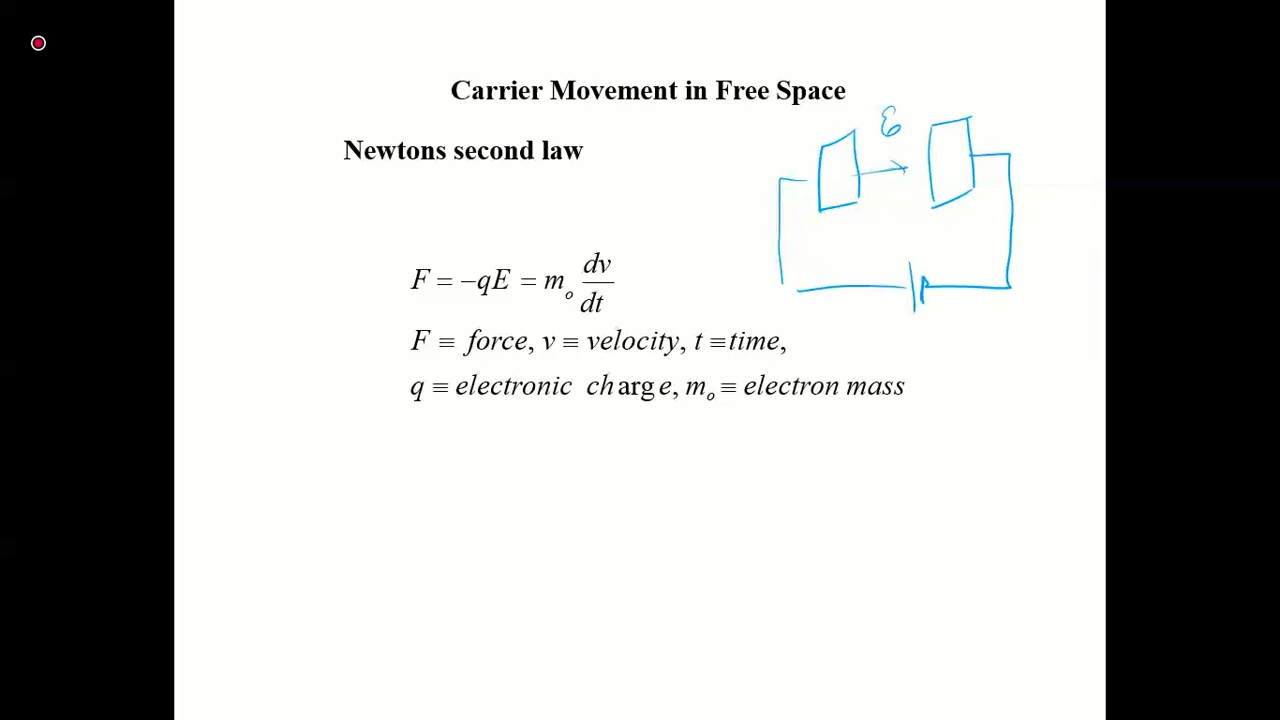 Carrier Movement in Free Space
Newtons second law
ℰ
F = −qE = mₒ dv/dt
F ≡ force, v ≡ velocity, t ≡ time,
q ≡ electronic charge, mₒ ≡ electron mass